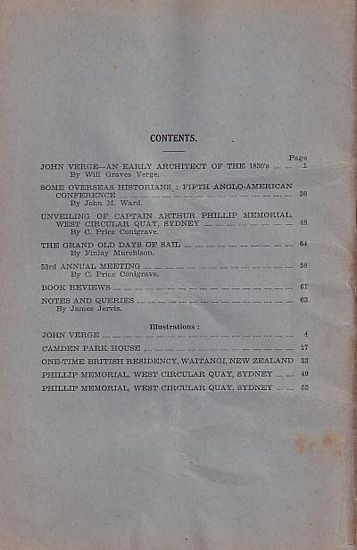 CONTENTS.
Page
JOHN VERGE—AN EARLY ARCHITECT OF THE 1830's ... ... 1
By Will Graves Verge.
SOME OVERSEAS HISTORIANS : FIFTH ANGLO-AMERICAN
CONFERENCE ... 36
By John M. Ward.
UNVEILING OF CAPTAIN ARTHUR PHILLIP MEMORIAL,
WEST CIRCULAR QUAY, SYDNEY ... 48
By C. Price Conigrave.
THE GRAND OLD DAYS OF SAIL ... 54
By Finlay Murchison.
53rd ANNUAL MEETING ... 58
By C. Price Conigrave.
BOOK REVIEWS ... 61
NOTES AND QUERIES ... 63
By James Jervis.
Illustrations :
JOHN VERGE ... 4
CAMDEN PARK HOUSE ... 17
ONE-TIME BRITISH RESIDENCY, WAITANGI, NEW ZEALAND 33
PHILLIP MEMORIAL, WEST CIRCULAR QUAY, SYDNEY ... ... 49
PHILLIP MEMORIAL, WEST CIRCULAR QUAY, SYDNEY ... ... 52